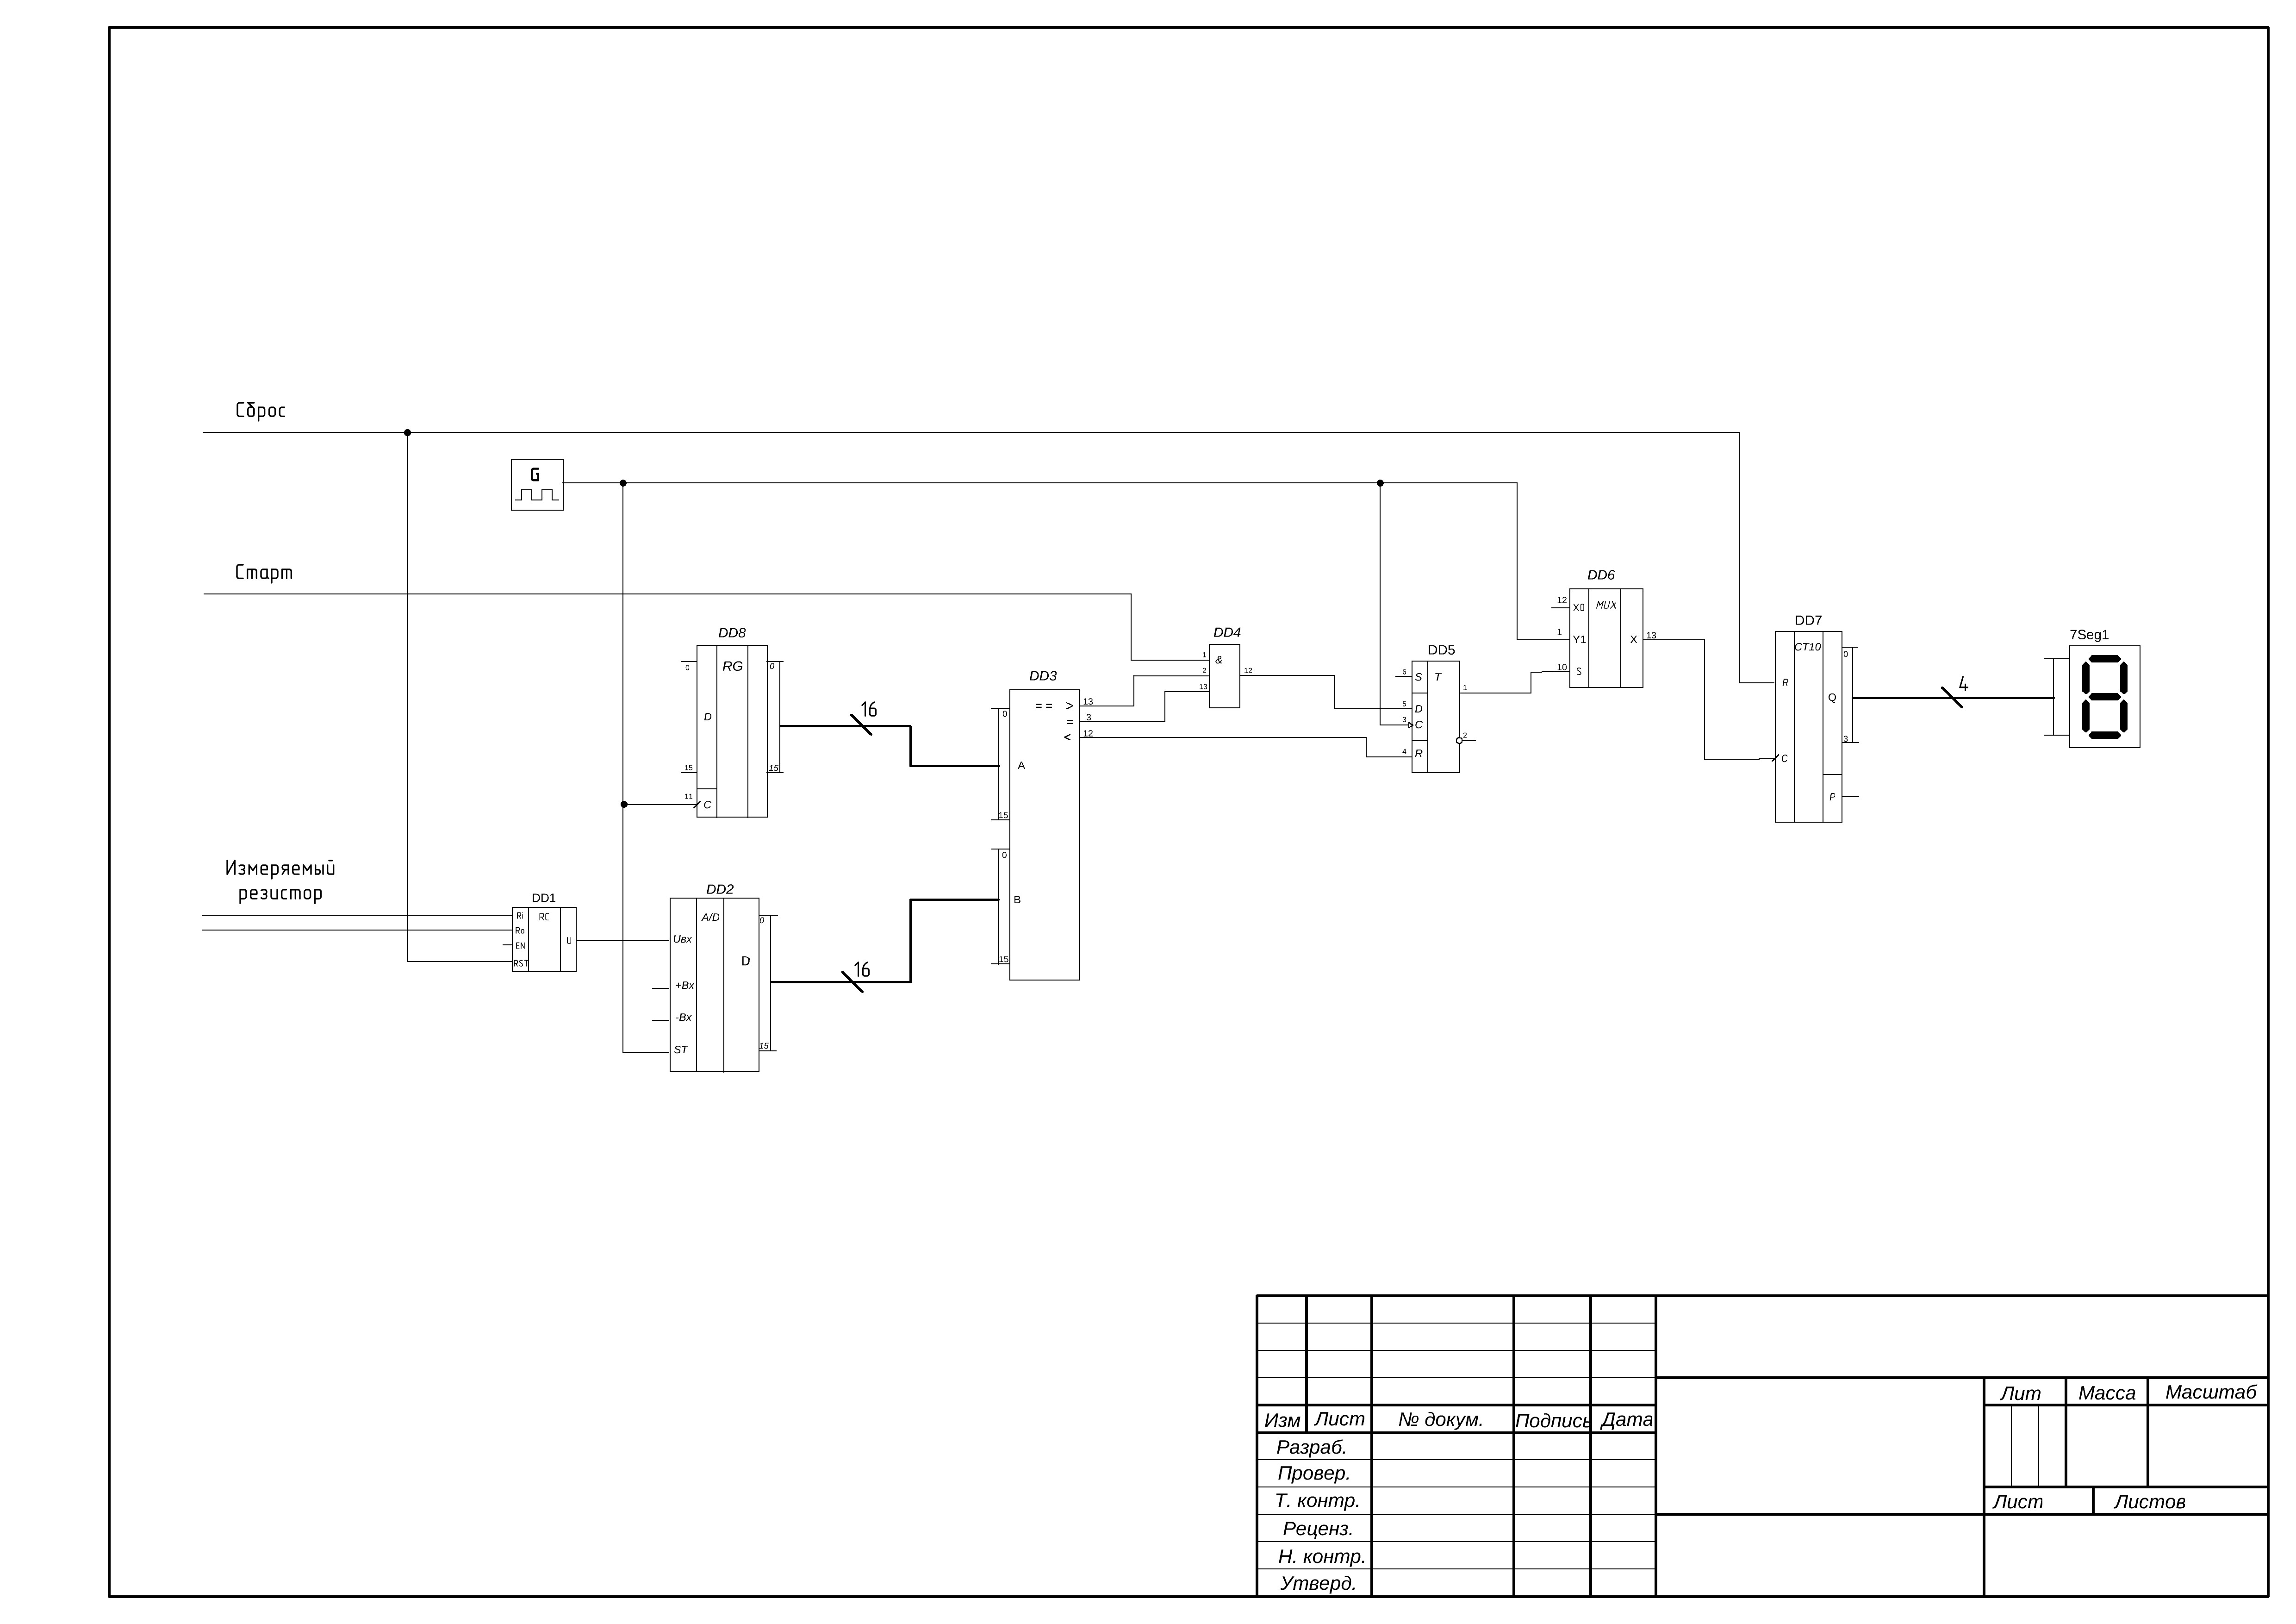 Сброс
G
Старт
DD6
12
X0
MUX
1
Y1
X
13
10
S
DD7
CT10
0
R
Q
3
C
P
4
7Seg1
DD8
RG
0
0
D
15
15
11
C
16
DD3
0
== >
13
=
3
<
12
A
15
0
B
15
DD4
1
&
2
12
13
DD5
6
S
T
1
5
D
3
C
2
4
R
Измеряемый
резистор
DD1
Ri
RC
Ro
U
EN
RST
DD2
A/D
0
Uвх
D
+Вх
-Вх
ST
15
16
Лит
Масса
Масштаб
Изм
Лист
№ докум.
Подпись
Дата
Разраб.
Провер.
Т. контр.
Лист
Листов
Реценз.
Н. контр.
Утверд.